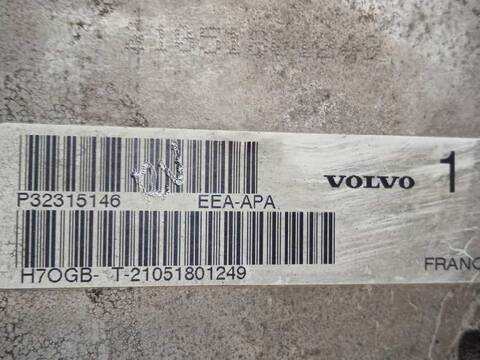 P32315146 EEA-APA
VOLVO 1
H7OGB- T-21051801249
FRANC